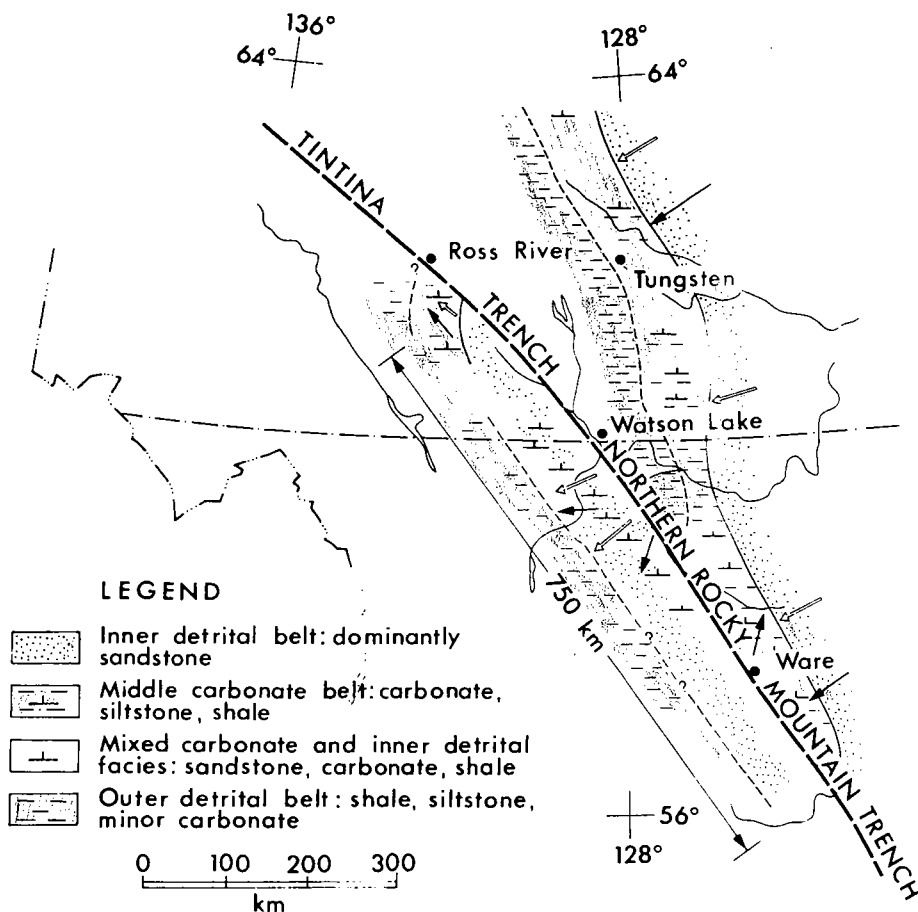 136°
64°
128°
64°
TINTINA
TRENCH
Ross River
?
Tungsten
Watson Lake
NORTHERN ROCKY
MOUNTAIN TRENCH
750 km
?
?
Ware
56°
128°
LEGEND
Inner detrital belt: dominantly
sandstone
Middle carbonate belt: carbonate,
siltstone, shale
Mixed carbonate and inner detrital
facies: sandstone, carbonate, shale
Outer detrital belt: shale, siltstone,
minor carbonate
0 100 200 300
km